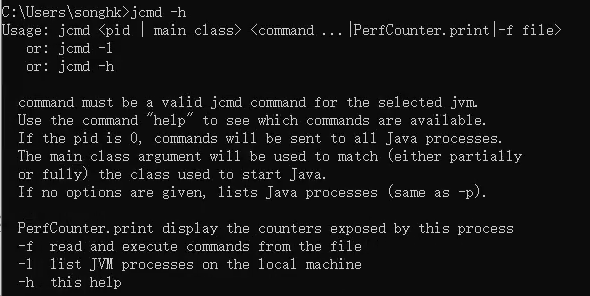 C:\Users\songhk>jcmd -h
Usage: jcmd <pid | main class> <command ... |PerfCounter.print|-f file>
or: jcmd -l
or: jcmd -h
command must be a valid jcmd command for the selected jvm.
Use the command "help" to see which commands are available.
If the pid is 0, commands will be sent to all Java processes.
The main class argument will be used to match (either partially
or fully) the class used to start Java.
If no options are given, lists Java processes (same as -p).
PerfCounter.print display the counters exposed by this process
-f read and execute commands from the file
-l list JVM processes on the local machine
-h this help